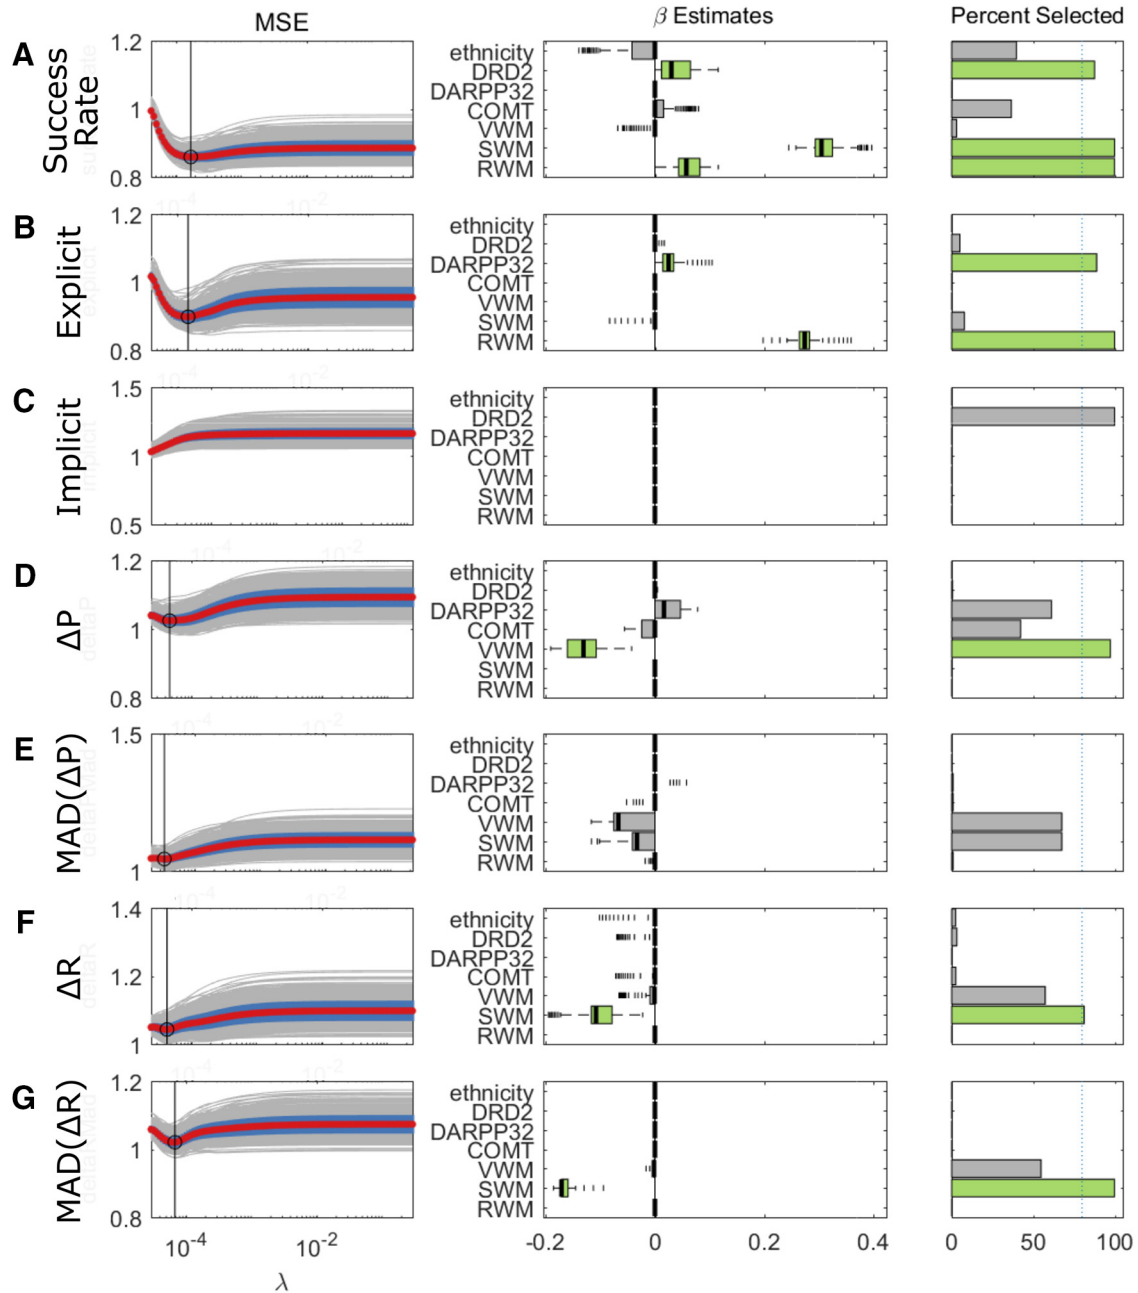 MSE
β Estimates
Percent Selected
A
Success
Rate
1.2
1
0.8
ethnicity
DRD2
DARPP32
COMT
VWM
SWM
RWM
B
Explicit
1.2
1
0.8
ethnicity
DRD2
DARPP32
COMT
VWM
SWM
RWM
C
Implicit
1.5
1
0.5
ethnicity
DRD2
DARPP32
COMT
VWM
SWM
RWM
D
ΔP
1.2
1
0.8
ethnicity
DRD2
DARPP32
COMT
VWM
SWM
RWM
E
MAD(ΔP)
1.5
1
ethnicity
DRD2
DARPP32
COMT
VWM
SWM
RWM
F
ΔR
1.4
1.2
1
ethnicity
DRD2
DARPP32
COMT
VWM
SWM
RWM
G
MAD(ΔR)
1.2
1
0.8
ethnicity
DRD2
DARPP32
COMT
VWM
SWM
RWM
10⁻⁴ 10⁻²
λ
-0.2 0 0.2 0.4
0 50 100